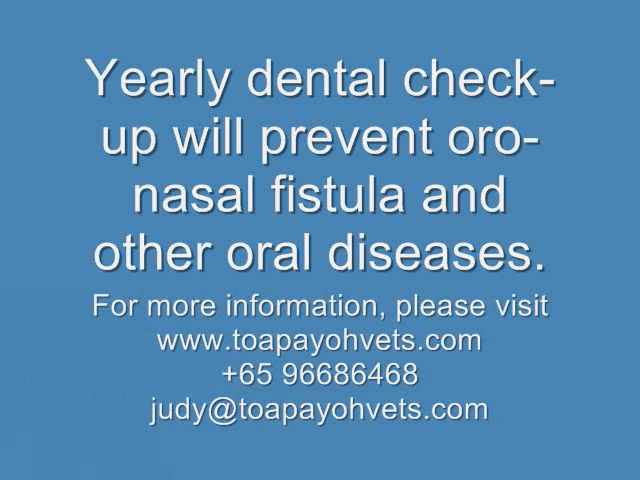 Yearly dental check-
up will prevent oro-
nasal fistula and
other oral diseases.
For more information, please visit
www.toapayohvets.com
+65 96686468
judy@toapayohvets.com